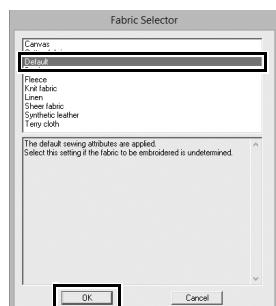 Fabric Selector
Canvas
Default
Fleece
Knit fabric
Linen
Sheer fabric
Synthetic leather
Terry cloth
The default sewing attributes are applied.
Select this setting if the fabric to be embroidered is undetermined.
OK
Cancel